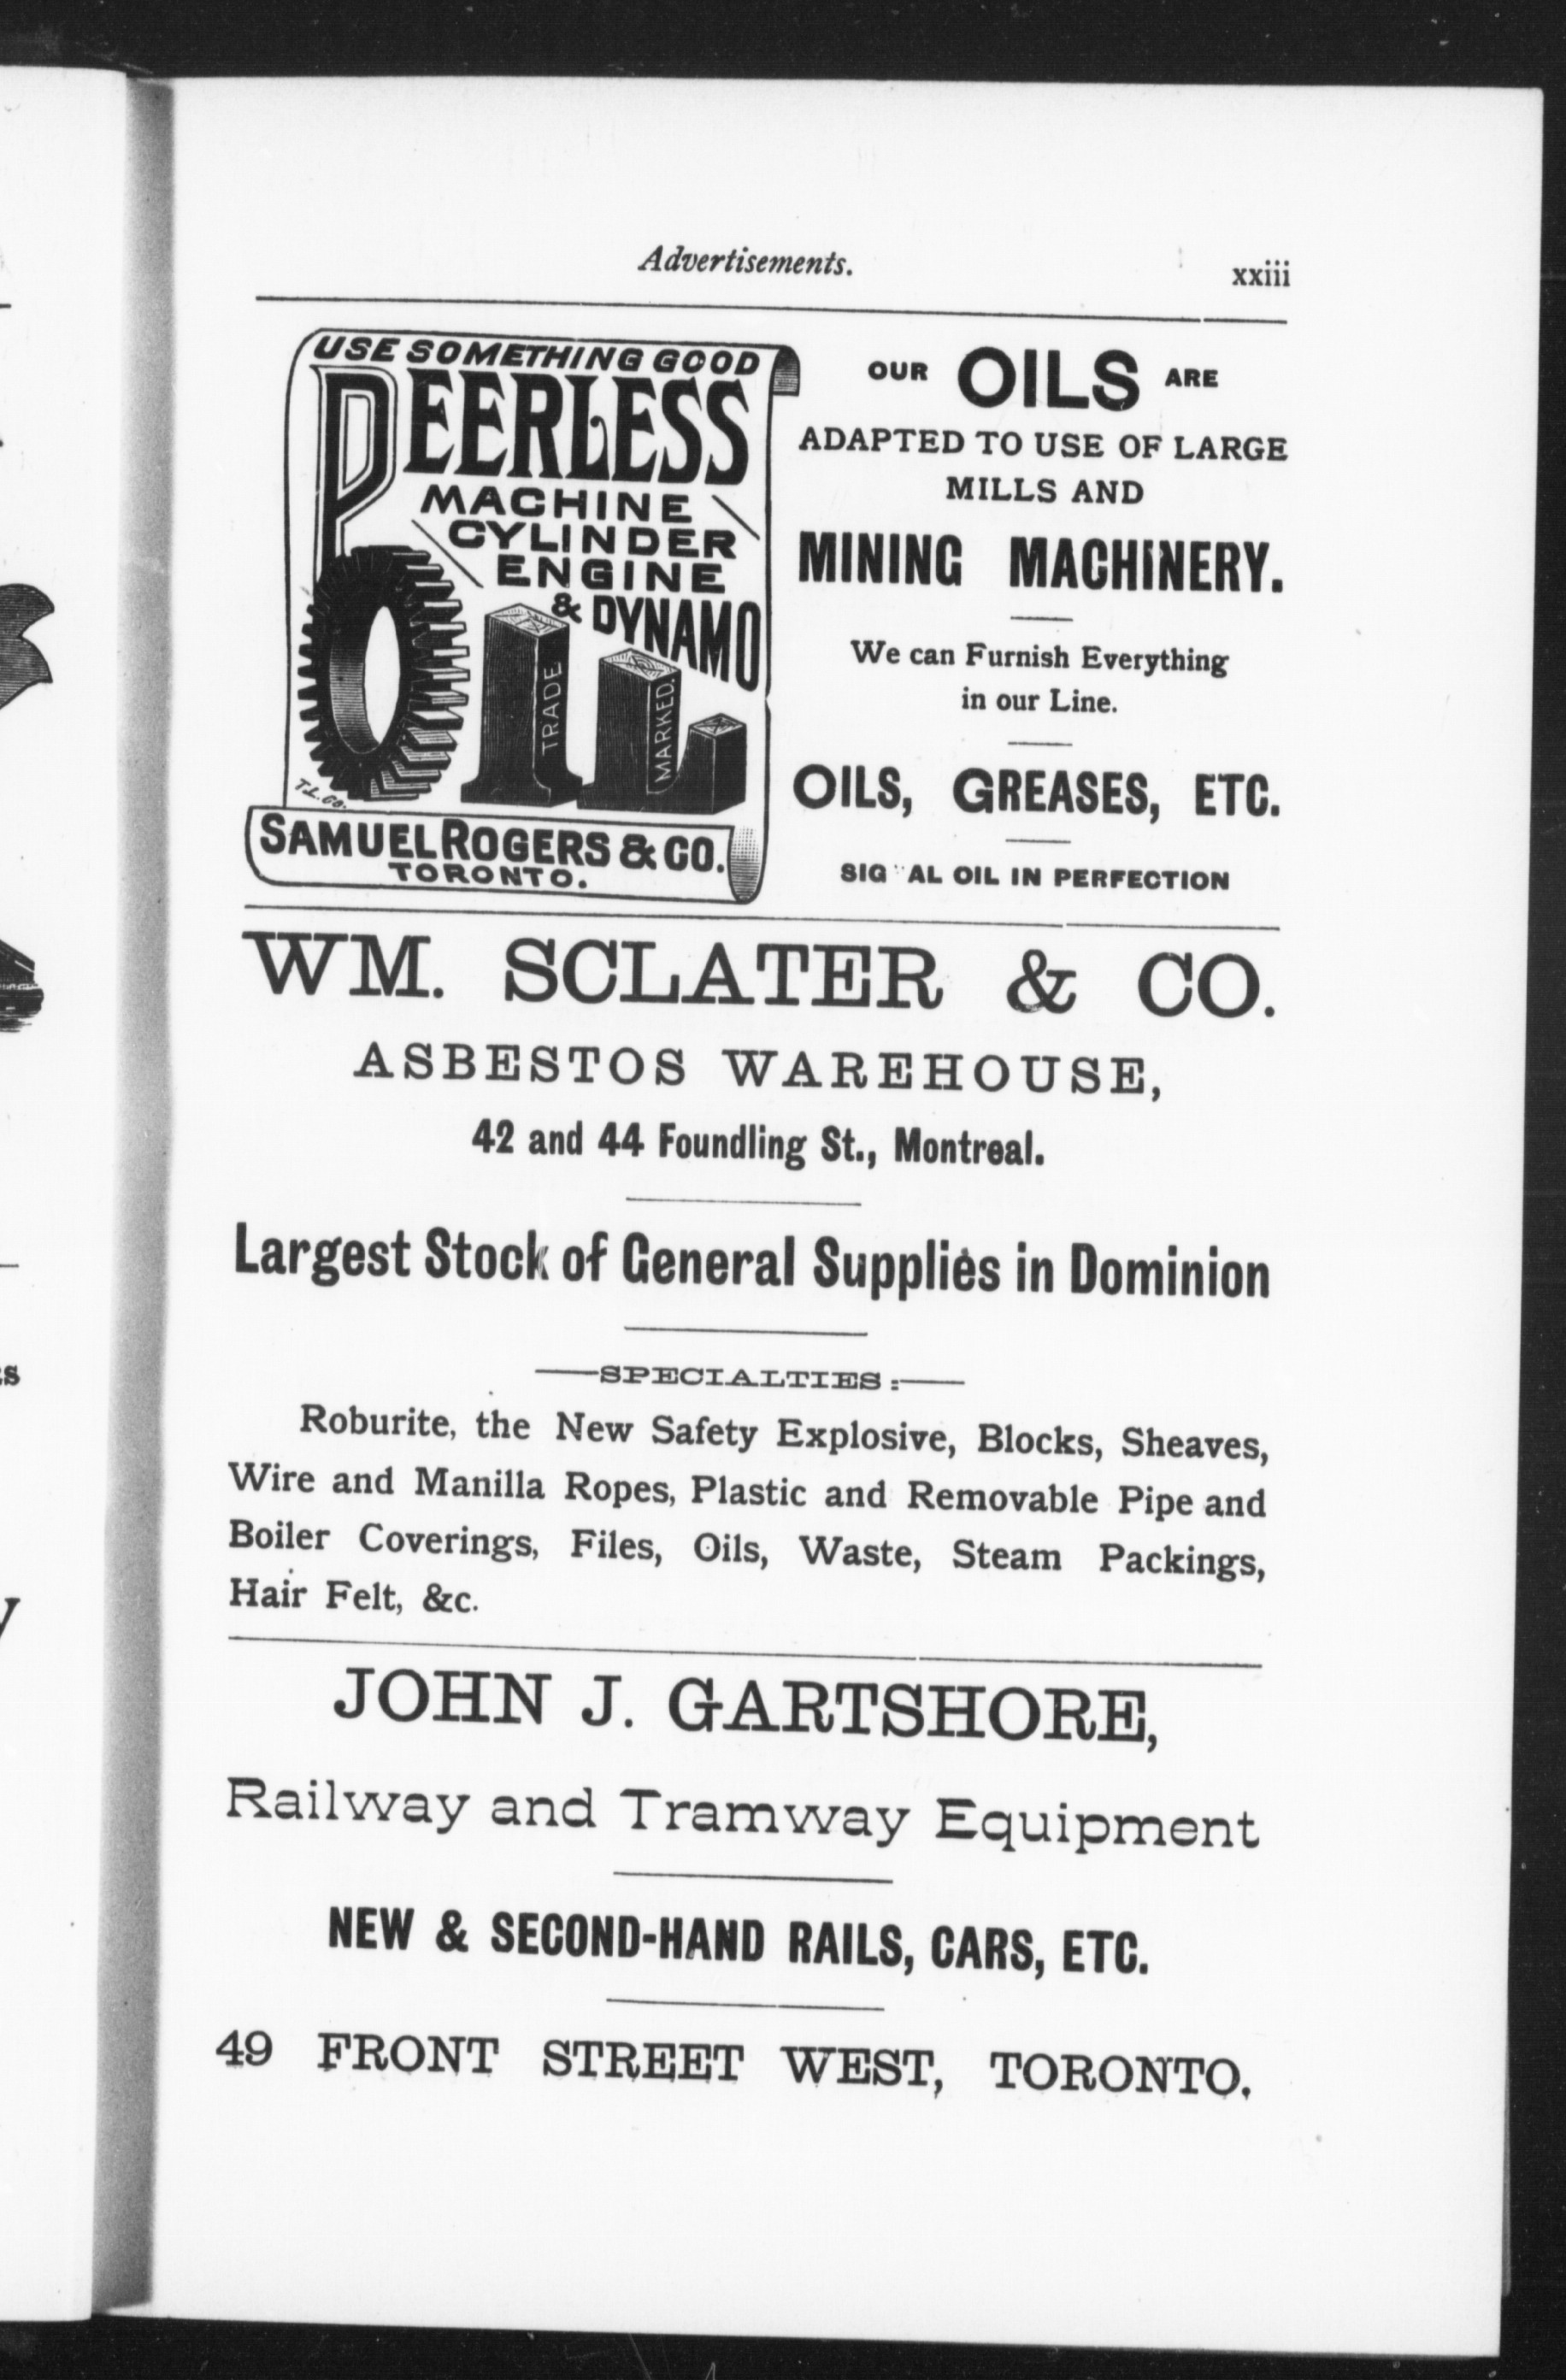 Advertisements.
xxiii
USE SOMETHING GOOD
PEERLESS
MACHINE
CYLINDER
ENGINE
& DYNAMO
OIL
TRADE
MARKED.
T.L.Co.
SAMUEL ROGERS & CO.
TORONTO.
OUR OILS ARE
ADAPTED TO USE OF LARGE
MILLS AND
MINING MACHINERY.
We can Furnish Everything
in our Line.
OILS, GREASES, ETC.
SIG AL OIL IN PERFECTION
WM. SCLATER & CO.
ASBESTOS WAREHOUSE,
42 and 44 Foundling St., Montreal.
Largest Stock of General Supplies in Dominion
—SPECIALTIES:—
Roburite, the New Safety Explosive, Blocks, Sheaves,
Wire and Manilla Ropes, Plastic and Removable Pipe and
Boiler Coverings, Files, Oils, Waste, Steam Packings,
Hair Felt, &c.
JOHN J. GARTSHORE,
Railway and Tramway Equipment
NEW & SECOND-HAND RAILS, CARS, ETC.
49 FRONT STREET WEST, TORONTO.